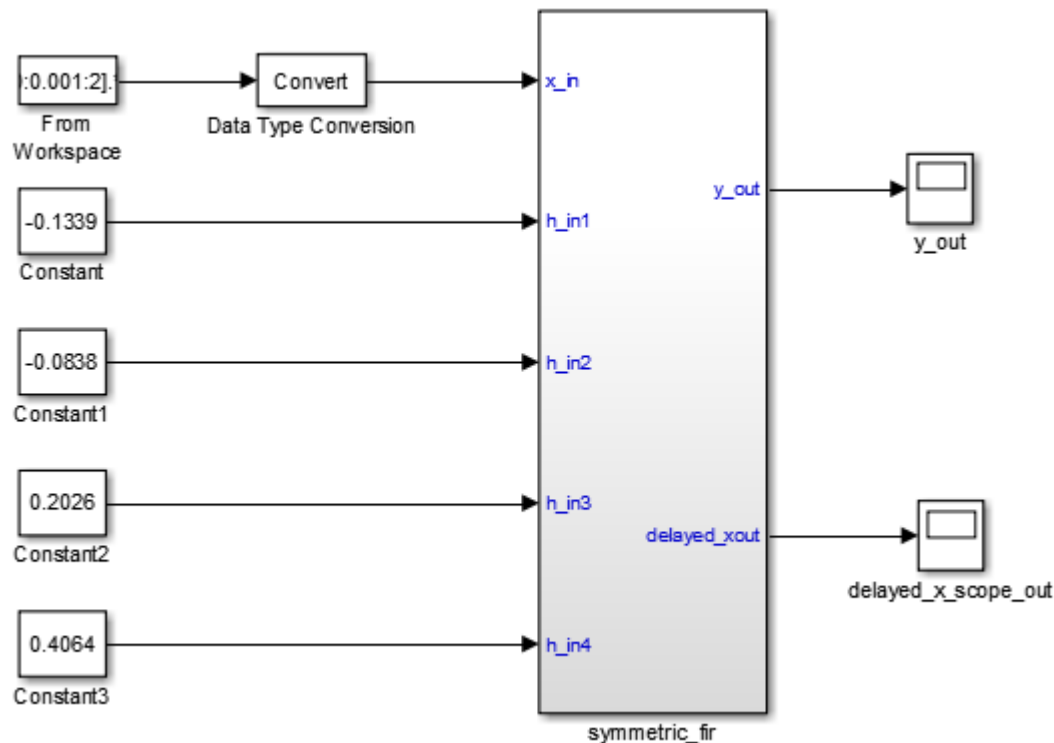 ):0.001:2].'
From
Workspace
Convert
Data Type Conversion
-0.1339
Constant
-0.0838
Constant1
0.2026
Constant2
0.4064
Constant3
x_in
h_in1
h_in2
h_in3
h_in4
y_out
delayed_xout
symmetric_fir
y_out
delayed_x_scope_out